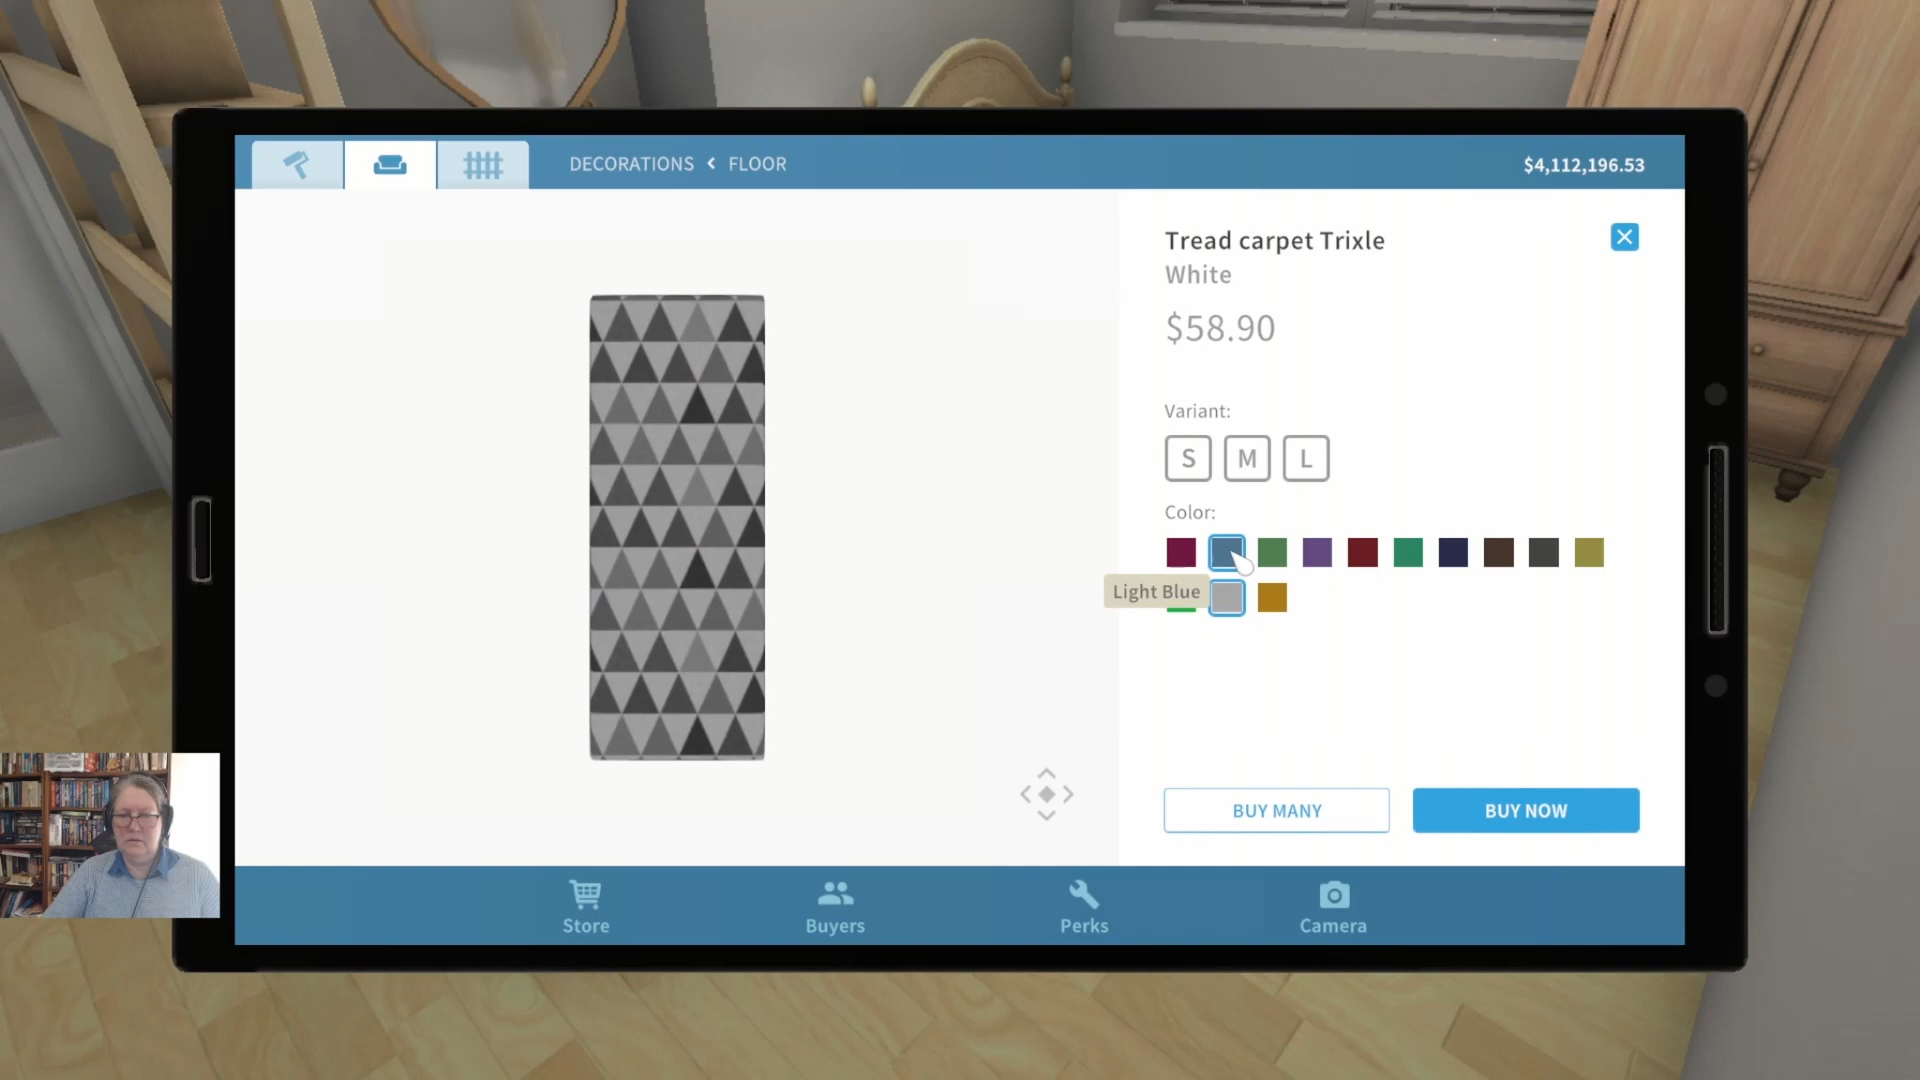 DECORATIONS < FLOOR
$4,112,196.53
Tread carpet Trixle
White
$58.90
Variant:
S M L
Color:
Light Blue
BUY MANY
BUY NOW
Store
Buyers
Perks
Camera